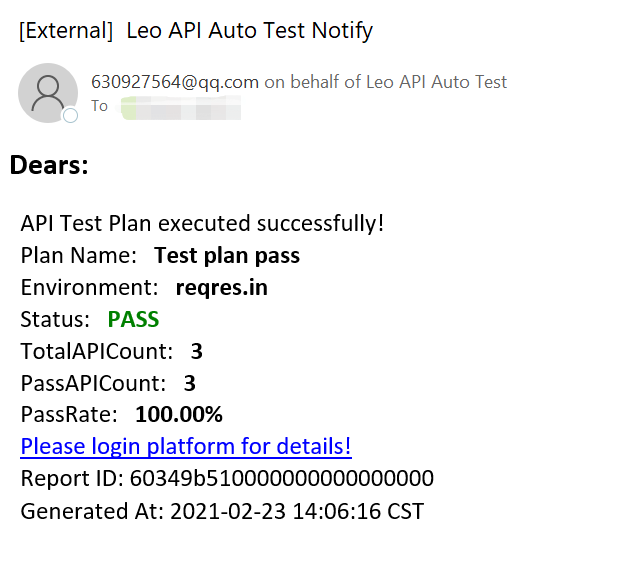 [External] Leo API Auto Test Notify
630927564@qq.com on behalf of Leo API Auto Test
To
Dears:
API Test Plan executed successfully!
Plan Name: Test plan pass
Environment: reqres.in
Status: PASS
TotalAPICount: 3
PassAPICount: 3
PassRate: 100.00%
Please login platform for details!
Report ID: 60349b510000000000000000
Generated At: 2021-02-23 14:06:16 CST